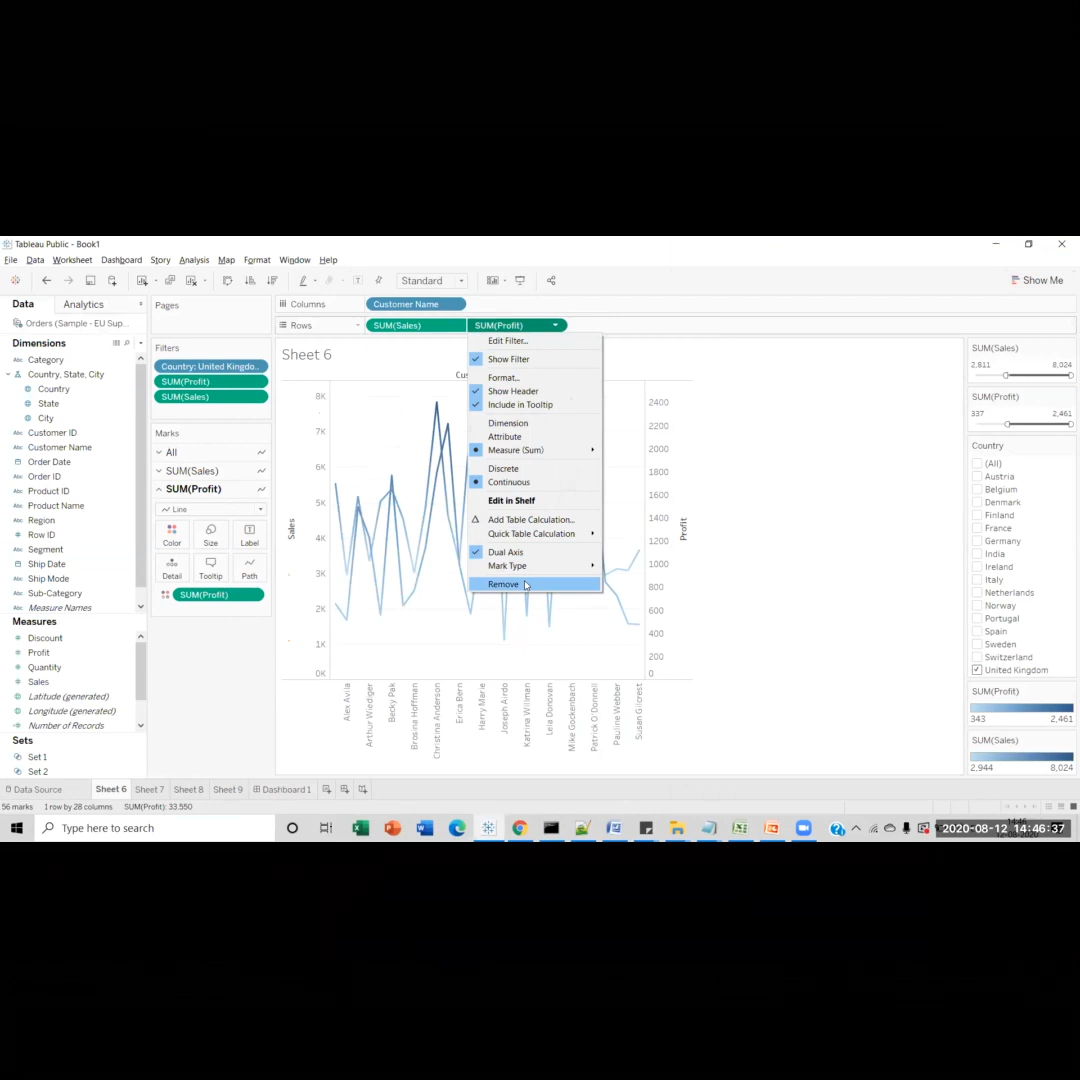 Tableau Public - Book1
File Data Worksheet Dashboard Story Analysis Map Format Window Help
Standard
Show Me
Data Analytics
Orders (Sample - EU Sup...
Dimensions
Category
Country, State, City
Country
State
City
Abc Customer ID
Abc Customer Name
Order Date
Abc Order ID
Abc Product ID
Abc Product Name
Abc Region
Row ID
Abc Segment
Ship Date
Abc Ship Mode
Abc Sub-Category
Abc Measure Names
Measures
Discount
Profit
Quantity
Sales
Latitude (generated)
Longitude (generated)
Number of Records
Sets
Set 1
Set 2
Pages
Filters
Country: United Kingdo..
SUM(Profit)
SUM(Sales)
Marks
All
SUM(Sales)
SUM(Profit)
Line
Color Size Label
Detail Tooltip Path
SUM(Profit)
Columns Customer Name
Rows SUM(Sales) SUM(Profit)
Sheet 6
Cus
8K
7K
6K
5K
4K
3K
2K
1K
0K
Sales
Edit Filter...
Show Filter
Format...
Show Header
Include in Tooltip
Dimension
Attribute
Measure (Sum)
Discrete
Continuous
Edit in Shelf
Add Table Calculation...
Quick Table Calculation
Dual Axis
Mark Type
Remove
2400
2200
2000
1800
1600
1400
1200
1000
800
600
400
200
0
Profit
Alex Avila
Arthur Wiediger
Becky Pak
Brosina Hoffman
Christina Anderson
Erica Bern
Harry Marie
Joseph Airdo
Katrina Willman
Lela Donovan
Mike Gockenbach
Patrick O'Donnell
Pauline Webber
Susan Gilcrest
SUM(Sales)
2,811 8,024
SUM(Profit)
337 2,461
Country
(All)
Austria
Belgium
Denmark
Finland
France
Germany
India
Ireland
Italy
Netherlands
Norway
Portugal
Spain
Sweden
Switzerland
United Kingdom
SUM(Profit)
343 2,461
SUM(Sales)
2,944 8,024
Data Source Sheet 6 Sheet 7 Sheet 8 Sheet 9 Dashboard 1
56 marks 1 row by 28 columns SUM(Profit): 33,550
Type here to search
2020-08-12 14:46:37